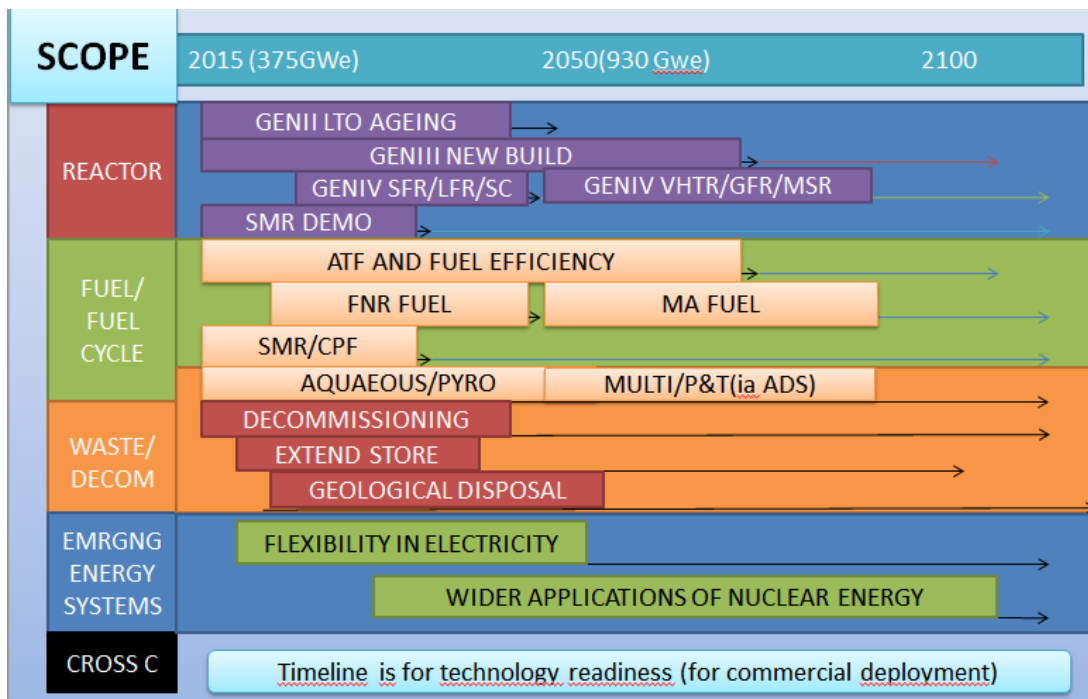 SCOPE
2015 (375GWe)
2050(930 Gwe)
2100
REACTOR
GENII LTO AGEING
GENIII NEW BUILD
GENIV SFR/LFR/SC
GENIV VHTR/GFR/MSR
SMR DEMO
FUEL/
FUEL
CYCLE
ATF AND FUEL EFFICIENCY
FNR FUEL
MA FUEL
SMR/CPF
AQUAEOUS/PYRO
MULTI/P&T(ia ADS)
WASTE/
DECOM
DECOMMISSIONING
EXTEND STORE
GEOLOGICAL DISPOSAL
EMRGNG
ENERGY
SYSTEMS
FLEXIBILITY IN ELECTRICITY
WIDER APPLICATIONS OF NUCLEAR ENERGY
CROSS C
Timeline is for technology readiness (for commercial deployment)